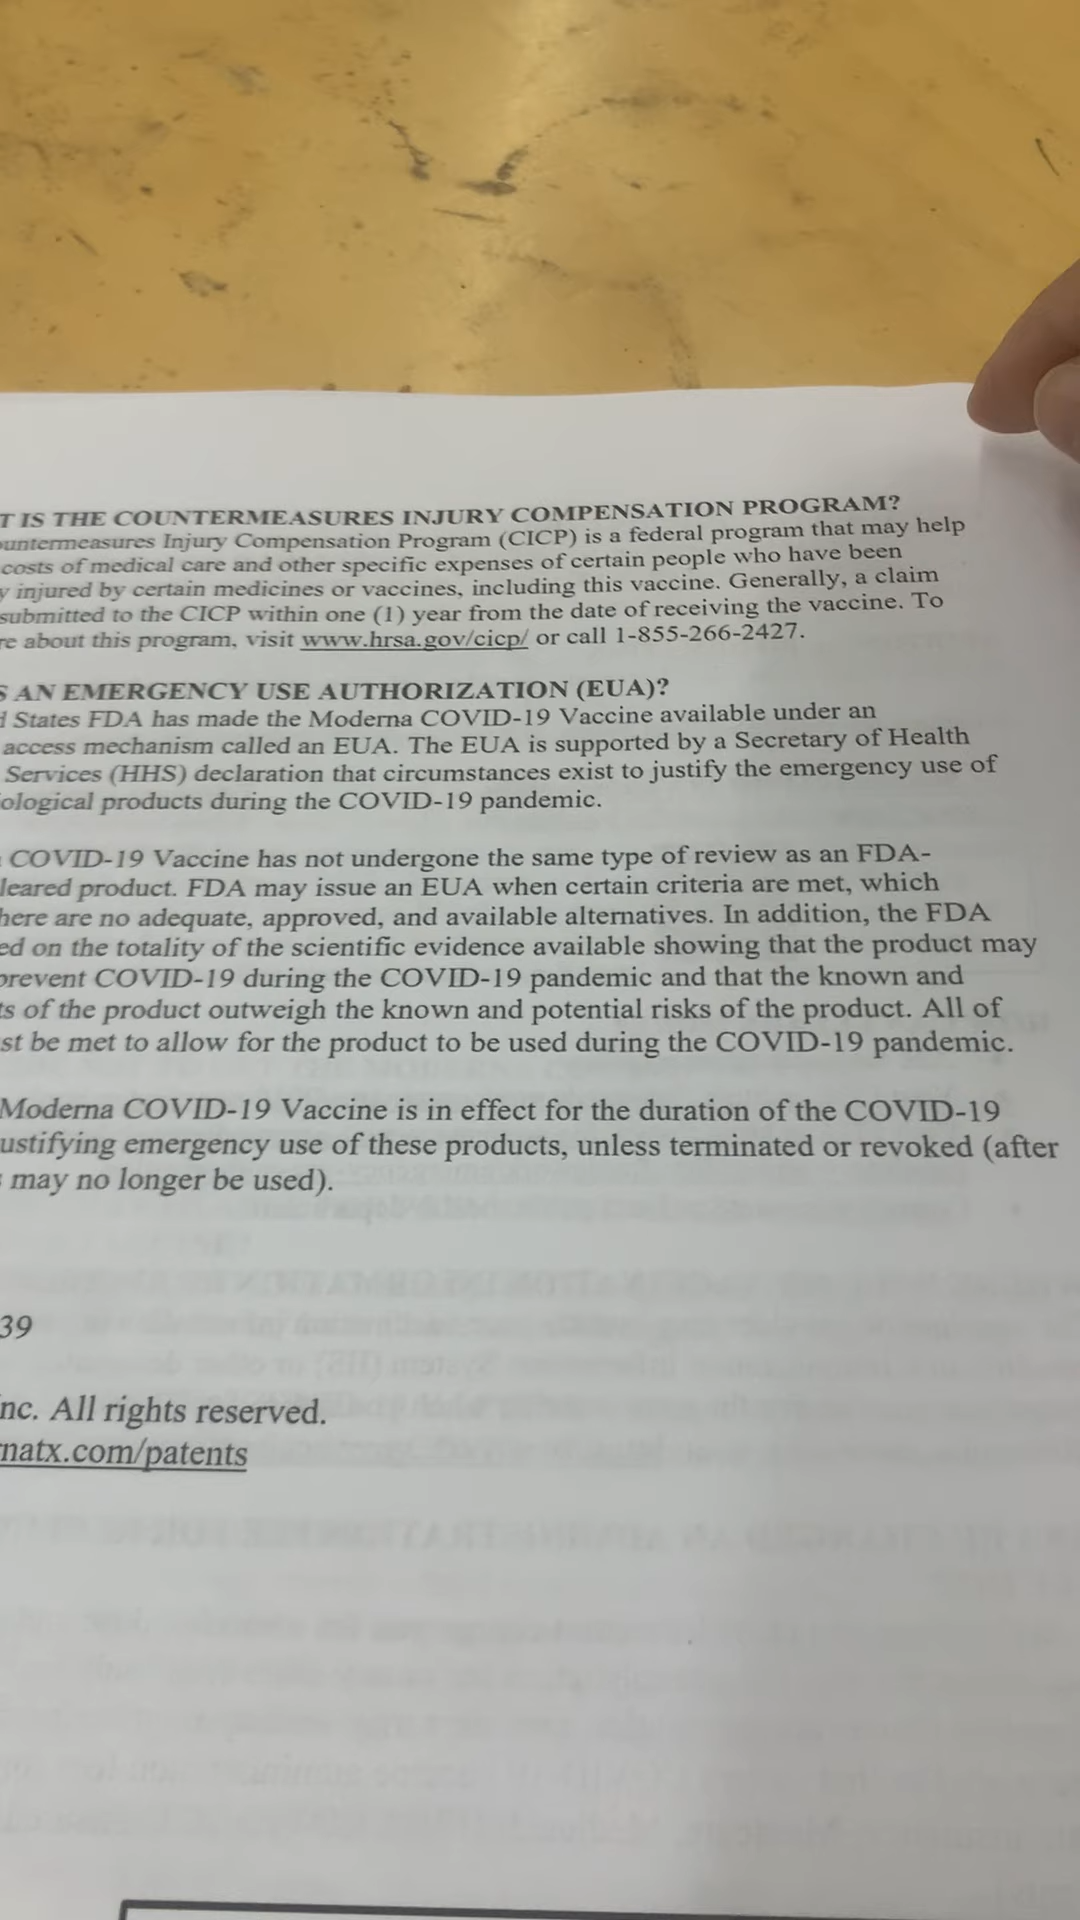 T IS THE COUNTERMEASURES INJURY COMPENSATION PROGRAM?
ountermeasures Injury Compensation Program (CICP) is a federal program that may help
costs of medical care and other specific expenses of certain people who have been
y injured by certain medicines or vaccines, including this vaccine. Generally, a claim
submitted to the CICP within one (1) year from the date of receiving the vaccine. To
re about this program, visit www.hrsa.gov/cicp/ or call 1-855-266-2427.
S AN EMERGENCY USE AUTHORIZATION (EUA)?
d States FDA has made the Moderna COVID-19 Vaccine available under an
access mechanism called an EUA. The EUA is supported by a Secretary of Health
Services (HHS) declaration that circumstances exist to justify the emergency use of
ological products during the COVID-19 pandemic.
COVID-19 Vaccine has not undergone the same type of review as an FDA-
leared product. FDA may issue an EUA when certain criteria are met, which
here are no adequate, approved, and available alternatives. In addition, the FDA
ed on the totality of the scientific evidence available showing that the product may
prevent COVID-19 during the COVID-19 pandemic and that the known and
ts of the product outweigh the known and potential risks of the product. All of
st be met to allow for the product to be used during the COVID-19 pandemic.
Moderna COVID-19 Vaccine is in effect for the duration of the COVID-19
ustifying emergency use of these products, unless terminated or revoked (after
may no longer be used).
39
nc. All rights reserved.
natx.com/patents